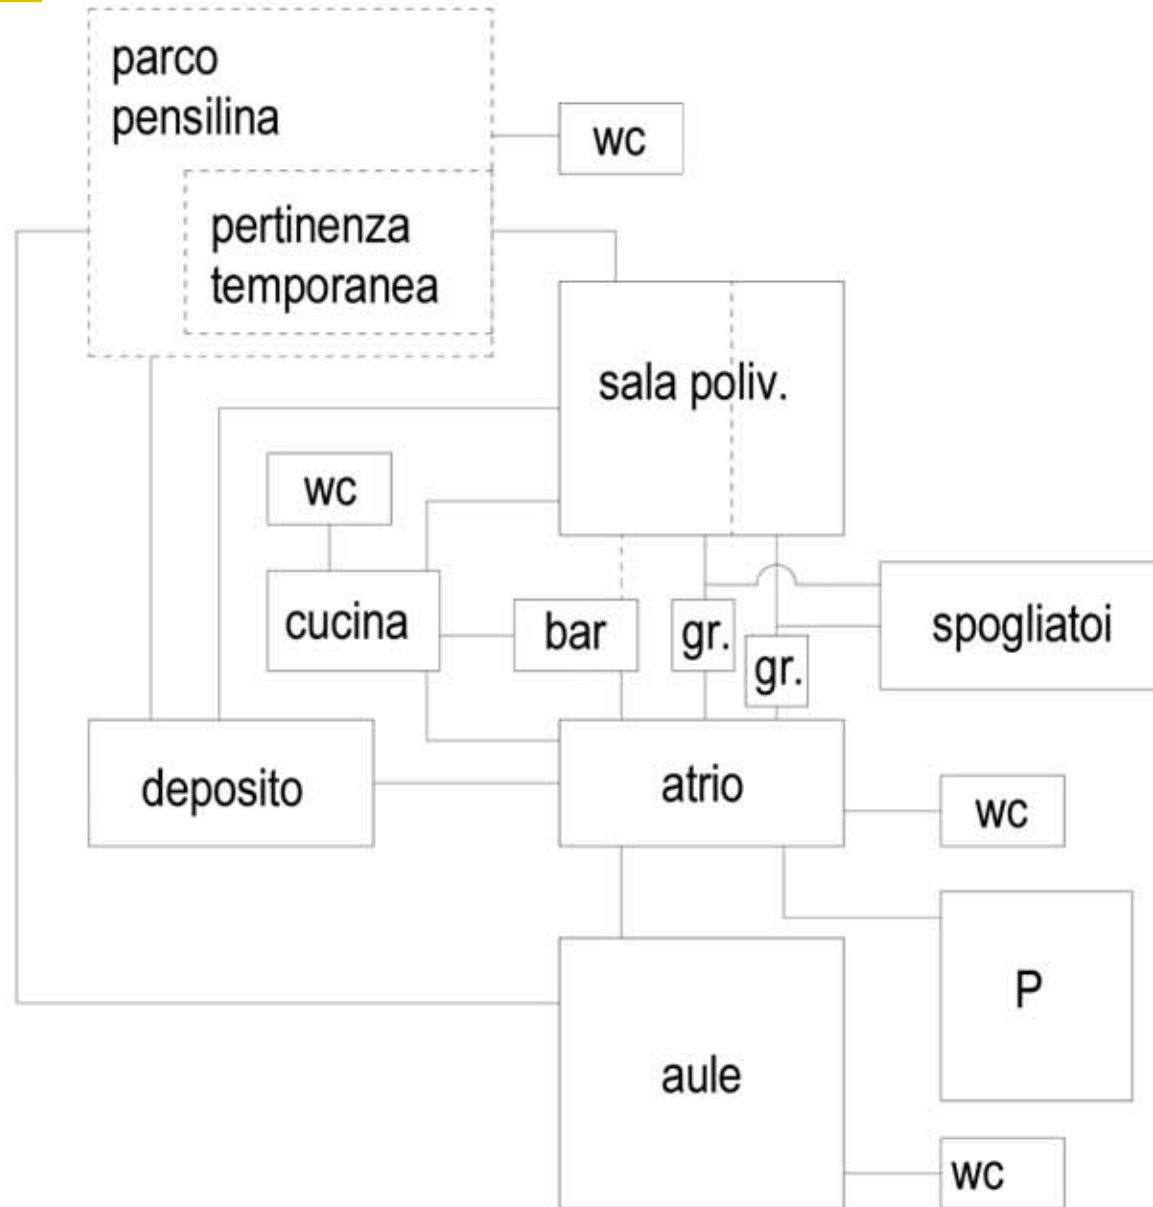 parco
pensilina
wc
pertinenza
temporanea
sala poliv.
wc
cucina
bar
gr.
gr.
spogliatoi
deposito
atrio
wc
P
aule
wc